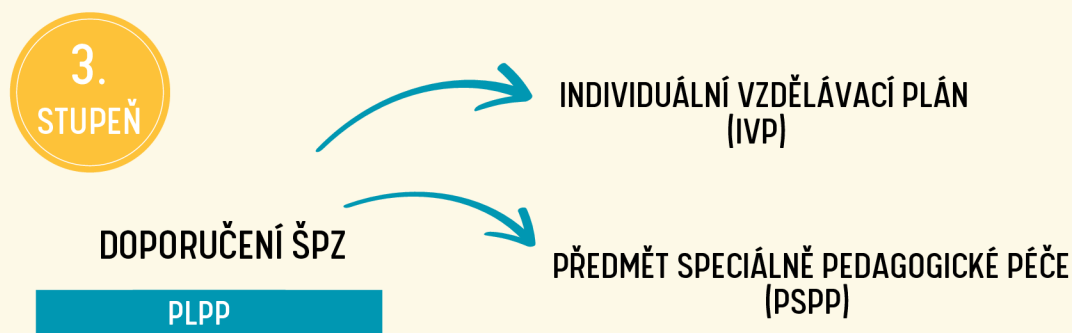 3.
STUPEŇ
INDIVIDUÁLNÍ VZDĚLÁVACÍ PLÁN
(IVP)
DOPORUČENÍ ŠPZ
PŘEDMĚT SPECIÁLNĚ PEDAGOGICKÉ PÉČE
(PSPP)
PLPP